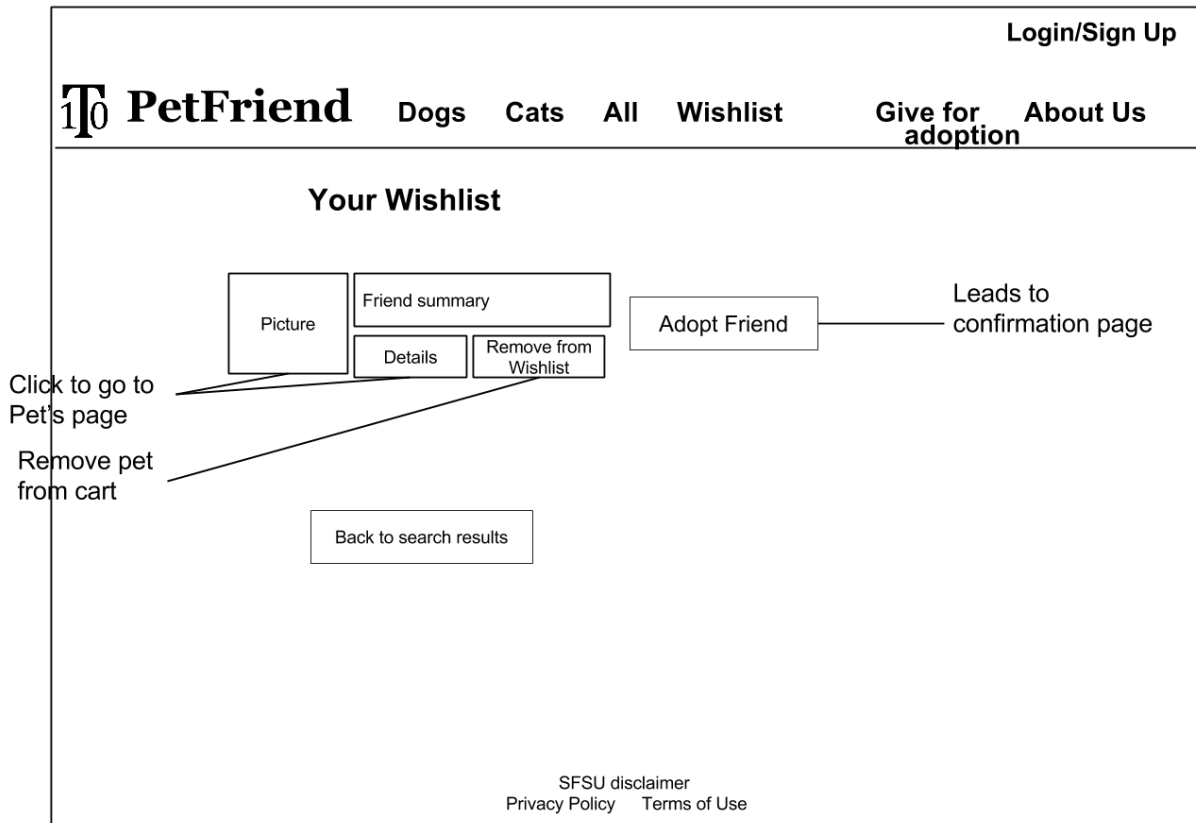 Login/Sign Up
T10 PetFriend Dogs Cats All Wishlist Give for adoption About Us
Your Wishlist
Picture
Friend summary
Details
Remove from
Wishlist
Adopt Friend
Leads to
confirmation page
Click to go to
Pet's page
Remove pet
from cart
Back to search results
SFSU disclaimer
Privacy Policy Terms of Use